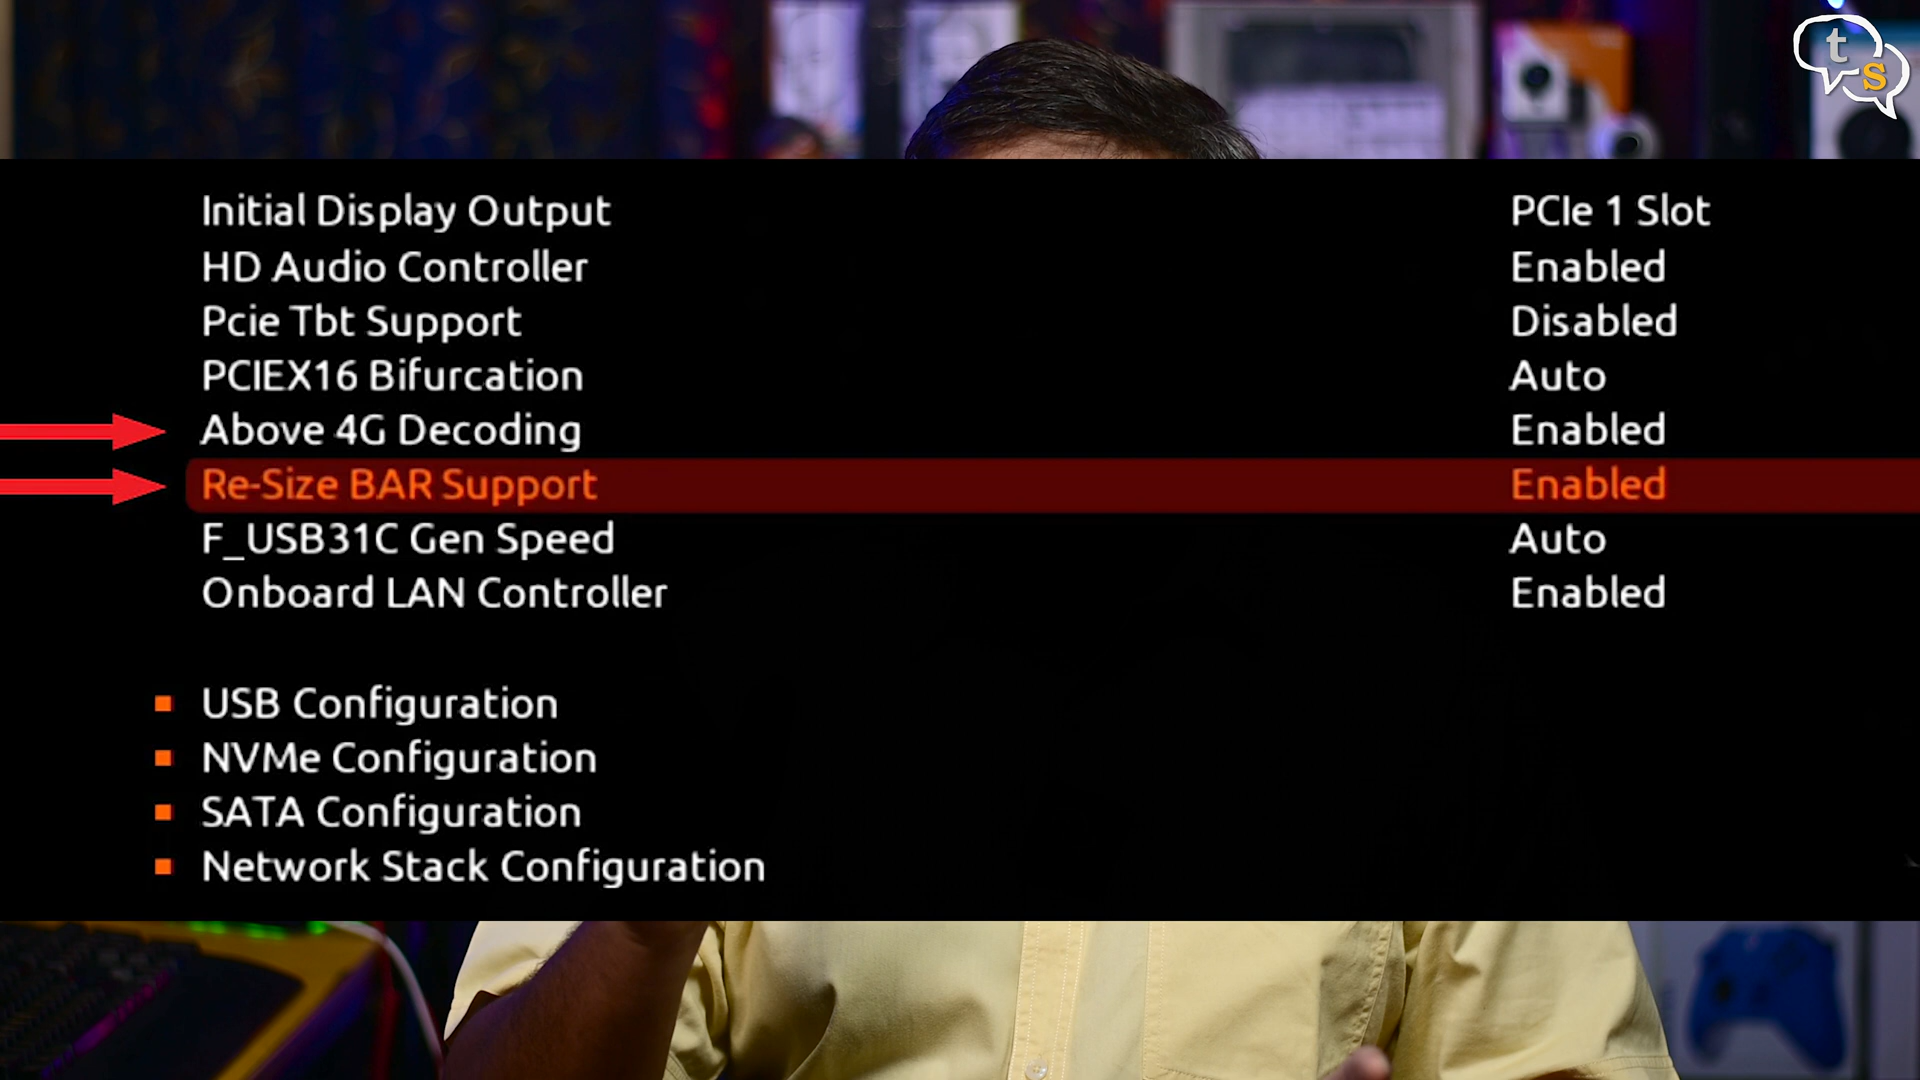 ts
Initial Display Output PCIe 1 Slot
HD Audio Controller Enabled
Pcie Tbt Support Disabled
PCIEX16 Bifurcation Auto
Above 4G Decoding Enabled
Re-Size BAR Support Enabled
F_USB31C Gen Speed Auto
Onboard LAN Controller Enabled
USB Configuration
NVMe Configuration
SATA Configuration
Network Stack Configuration